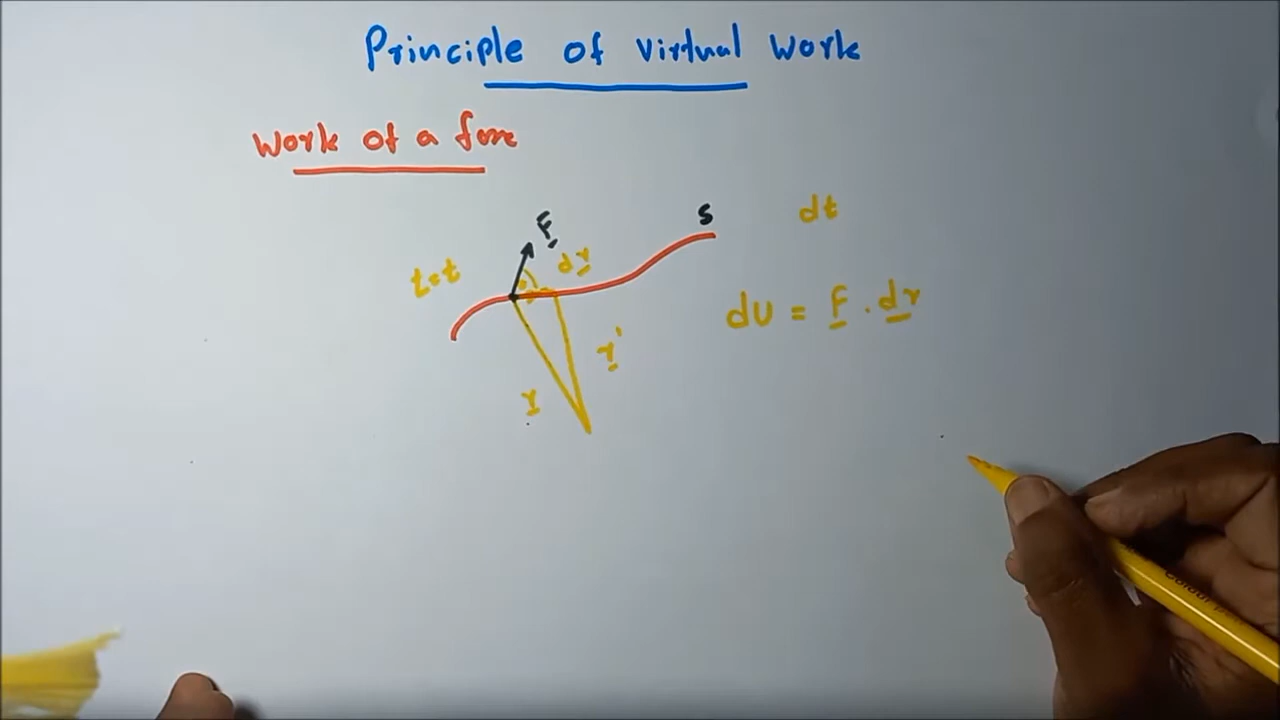 Principle of virtual work
Work of a force
F
s
dt
t=t
dr
dU = F . dr
r'
r